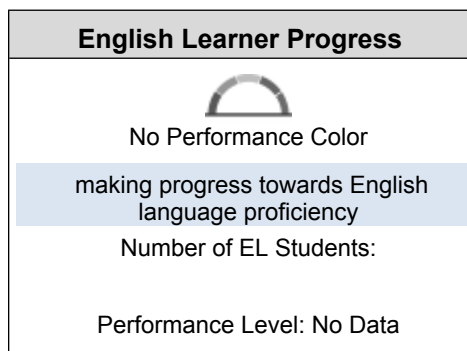 English Learner Progress
No Performance Color
making progress towards English
language proficiency
Number of EL Students:
Performance Level: No Data